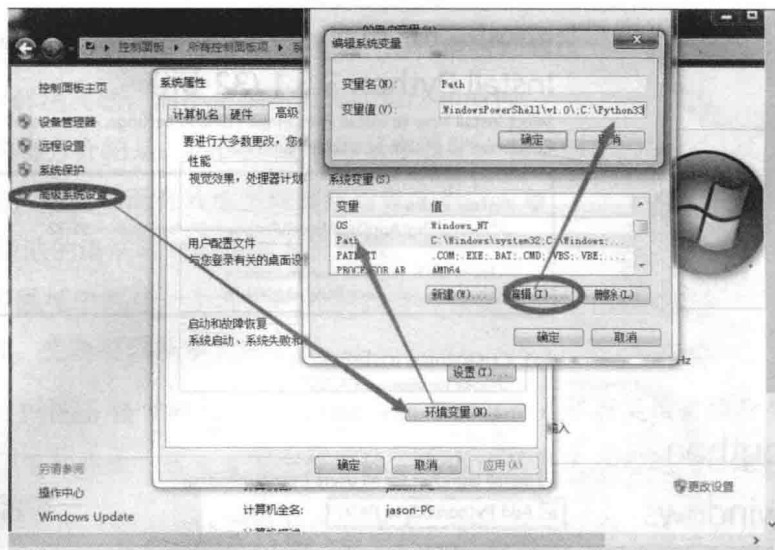 控制面板 ▸ 所有控制面板项 ▸
控制面板主页
设备管理器
远程设置
系统保护
高级系统设置
另请参阅
操作中心
Windows Update
系统属性
计算机名 硬件 高级
要进行大多数更改，您
性能
视觉效果，处理器计划
用户配置文件
与您登录有关的桌面设
启动和故障恢复
系统启动、系统失败和
设置(T)...
环境变量(N)...
确定 取消 应用(A)
编辑系统变量
变量名(N): Path
变量值(V): WindowsPowerShell\v1.0\;C:\Python33
确定 取消
系统变量(S)
变量 值
OS Windows_NT
Path C:\Windows\system32;C:\Windows;...
PATHEXT .COM;.EXE;.BAT;.CMD;.VBS;.VBE;...
PROCESSOR_AR AMD64
新建(W)... 编辑(I)... 删除(L)
确定 取消
Hz
输入
更改设置
jason-PC
计算机全名: jason-PC